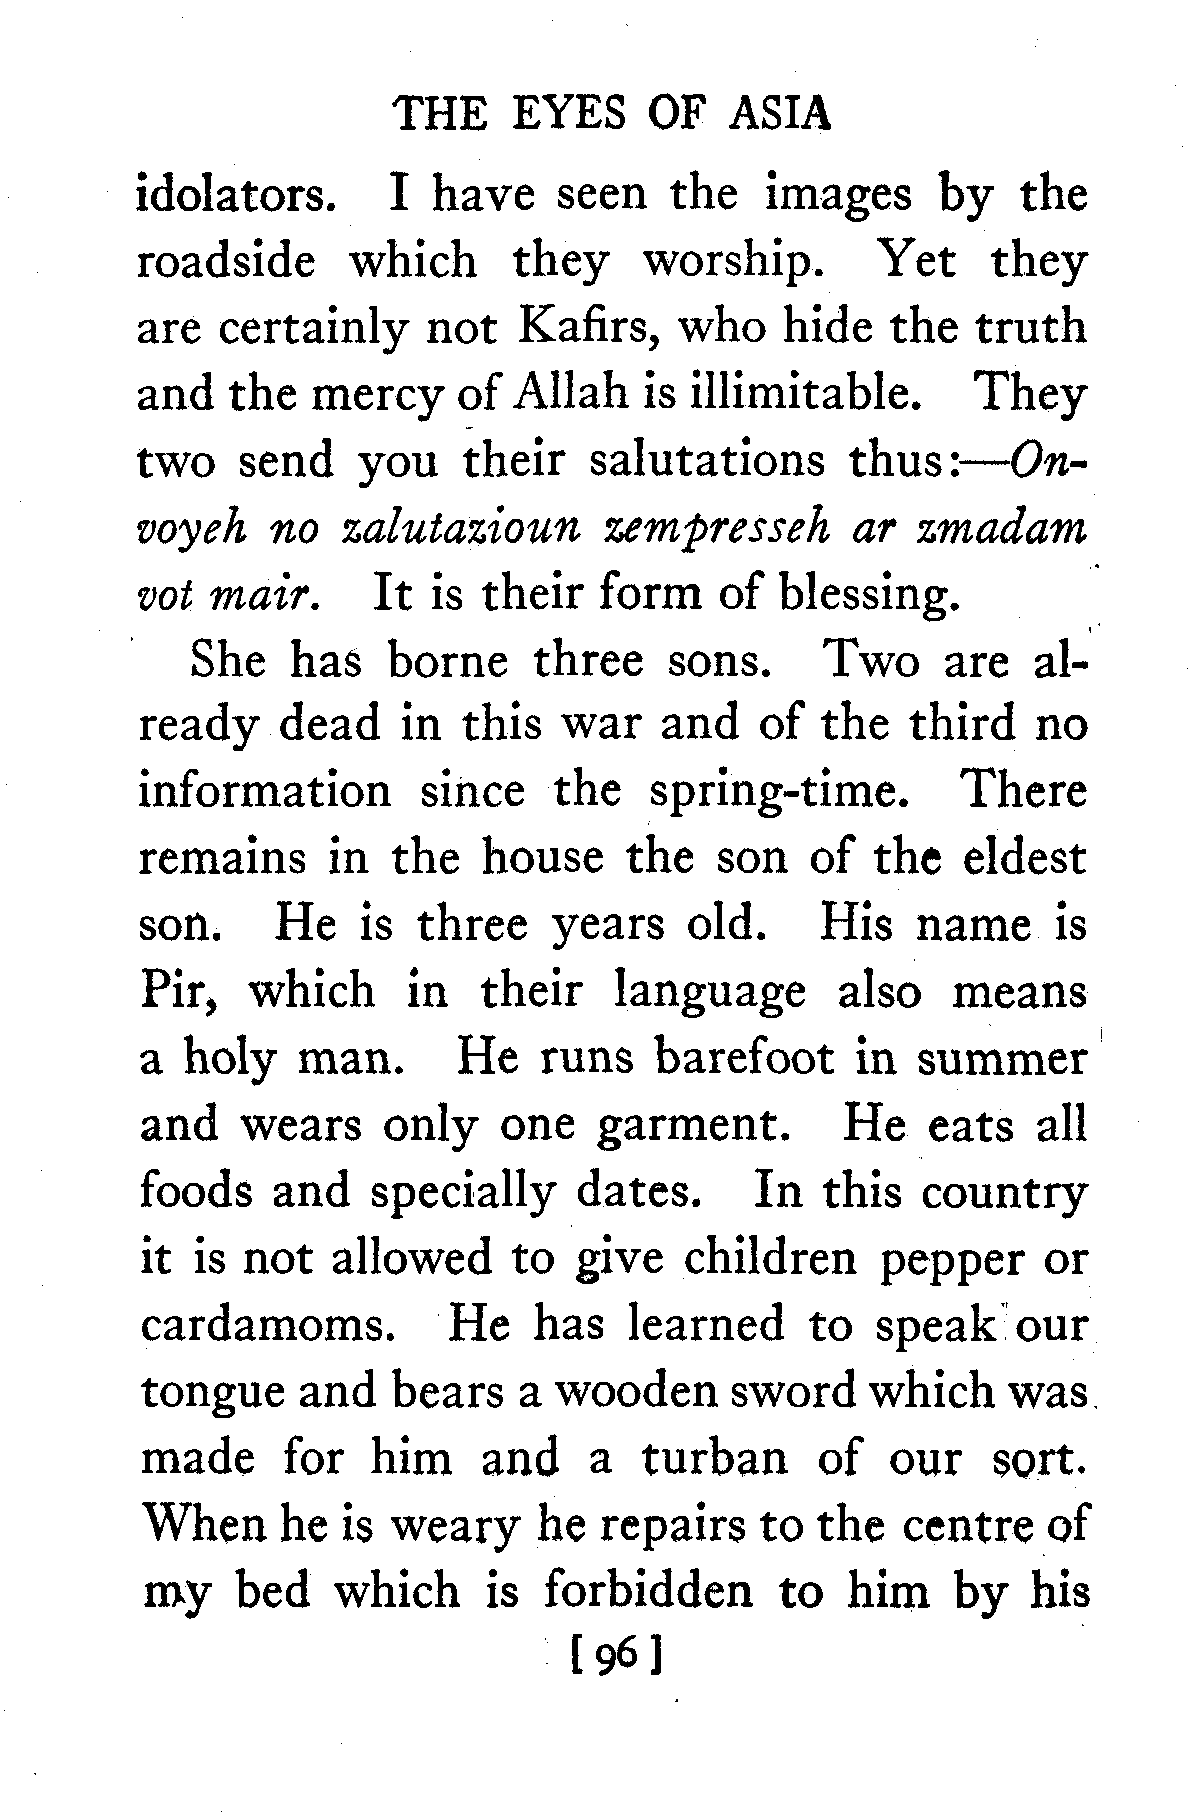 THE EYES OF ASIA
idolators. I have seen the images by the
roadside which they worship. Yet they
are certainly not Kafirs, who hide the truth
and the mercy of Allah is illimitable. They
two send you their salutations thus:—On-
voyeh no zalutazioun zempresseh ar zmadam
vot mair. It is their form of blessing.
She has borne three sons. Two are al-
ready dead in this war and of the third no
information since the spring-time. There
remains in the house the son of the eldest
son. He is three years old. His name is
Pir, which in their language also means
a holy man. He runs barefoot in summer
and wears only one garment. He eats all
foods and specially dates. In this country
it is not allowed to give children pepper or
cardamoms. He has learned to speak our
tongue and bears a wooden sword which was
made for him and a turban of our sort.
When he is weary he repairs to the centre of
my bed which is forbidden to him by his
[ 96 ]